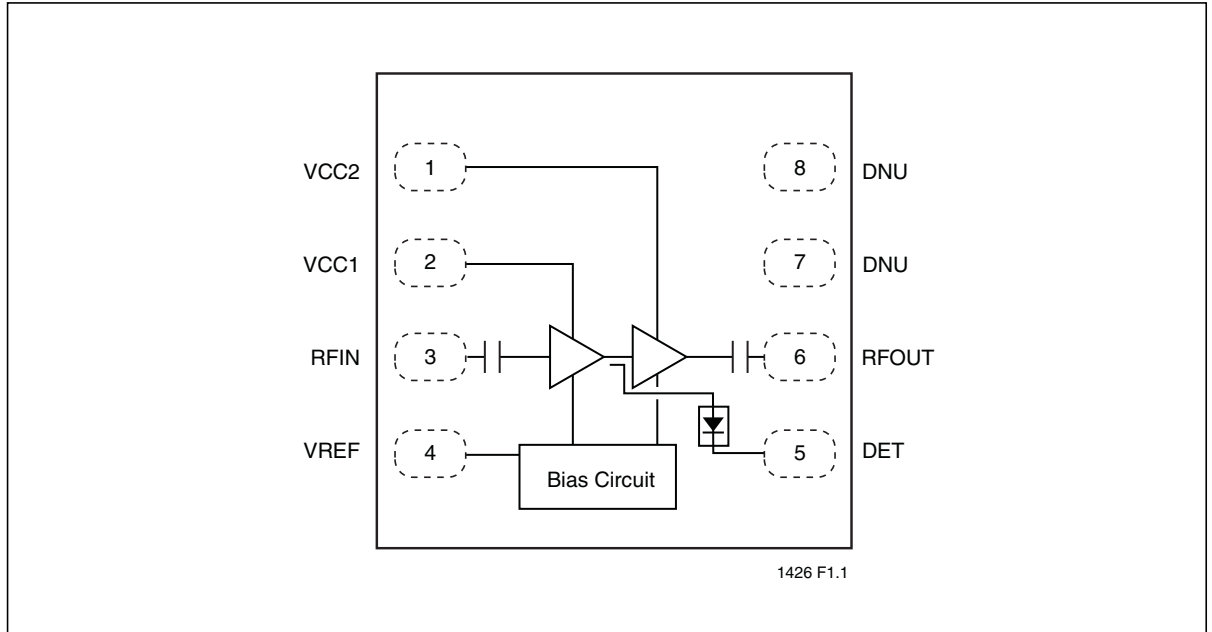 VCC2 1 8 DNU
VCC1 2 7 DNU
RFIN 3 6 RFOUT
VREF 4 5 DET
Bias Circuit
1426 F1.1